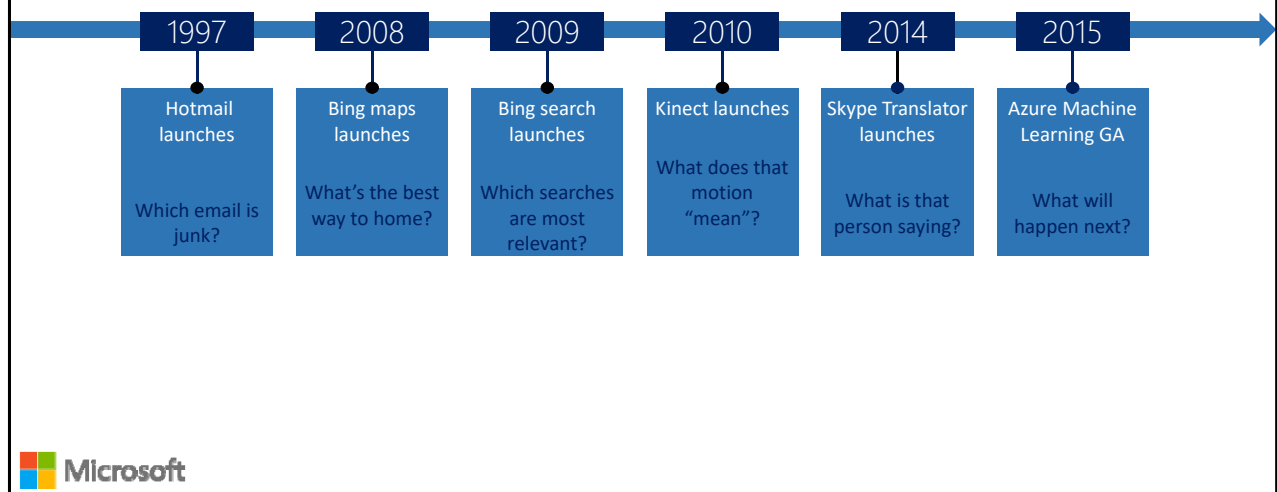 1997
2008
2009
2010
2014
2015
Hotmail
launches
Which email is
junk?
Bing maps
launches
What's the best
way to home?
Bing search
launches
Which searches
are most
relevant?
Kinect launches
What does that
motion
“mean”?
Skype Translator
launches
What is that
person saying?
Azure Machine
Learning GA
What will
happen next?
Microsoft